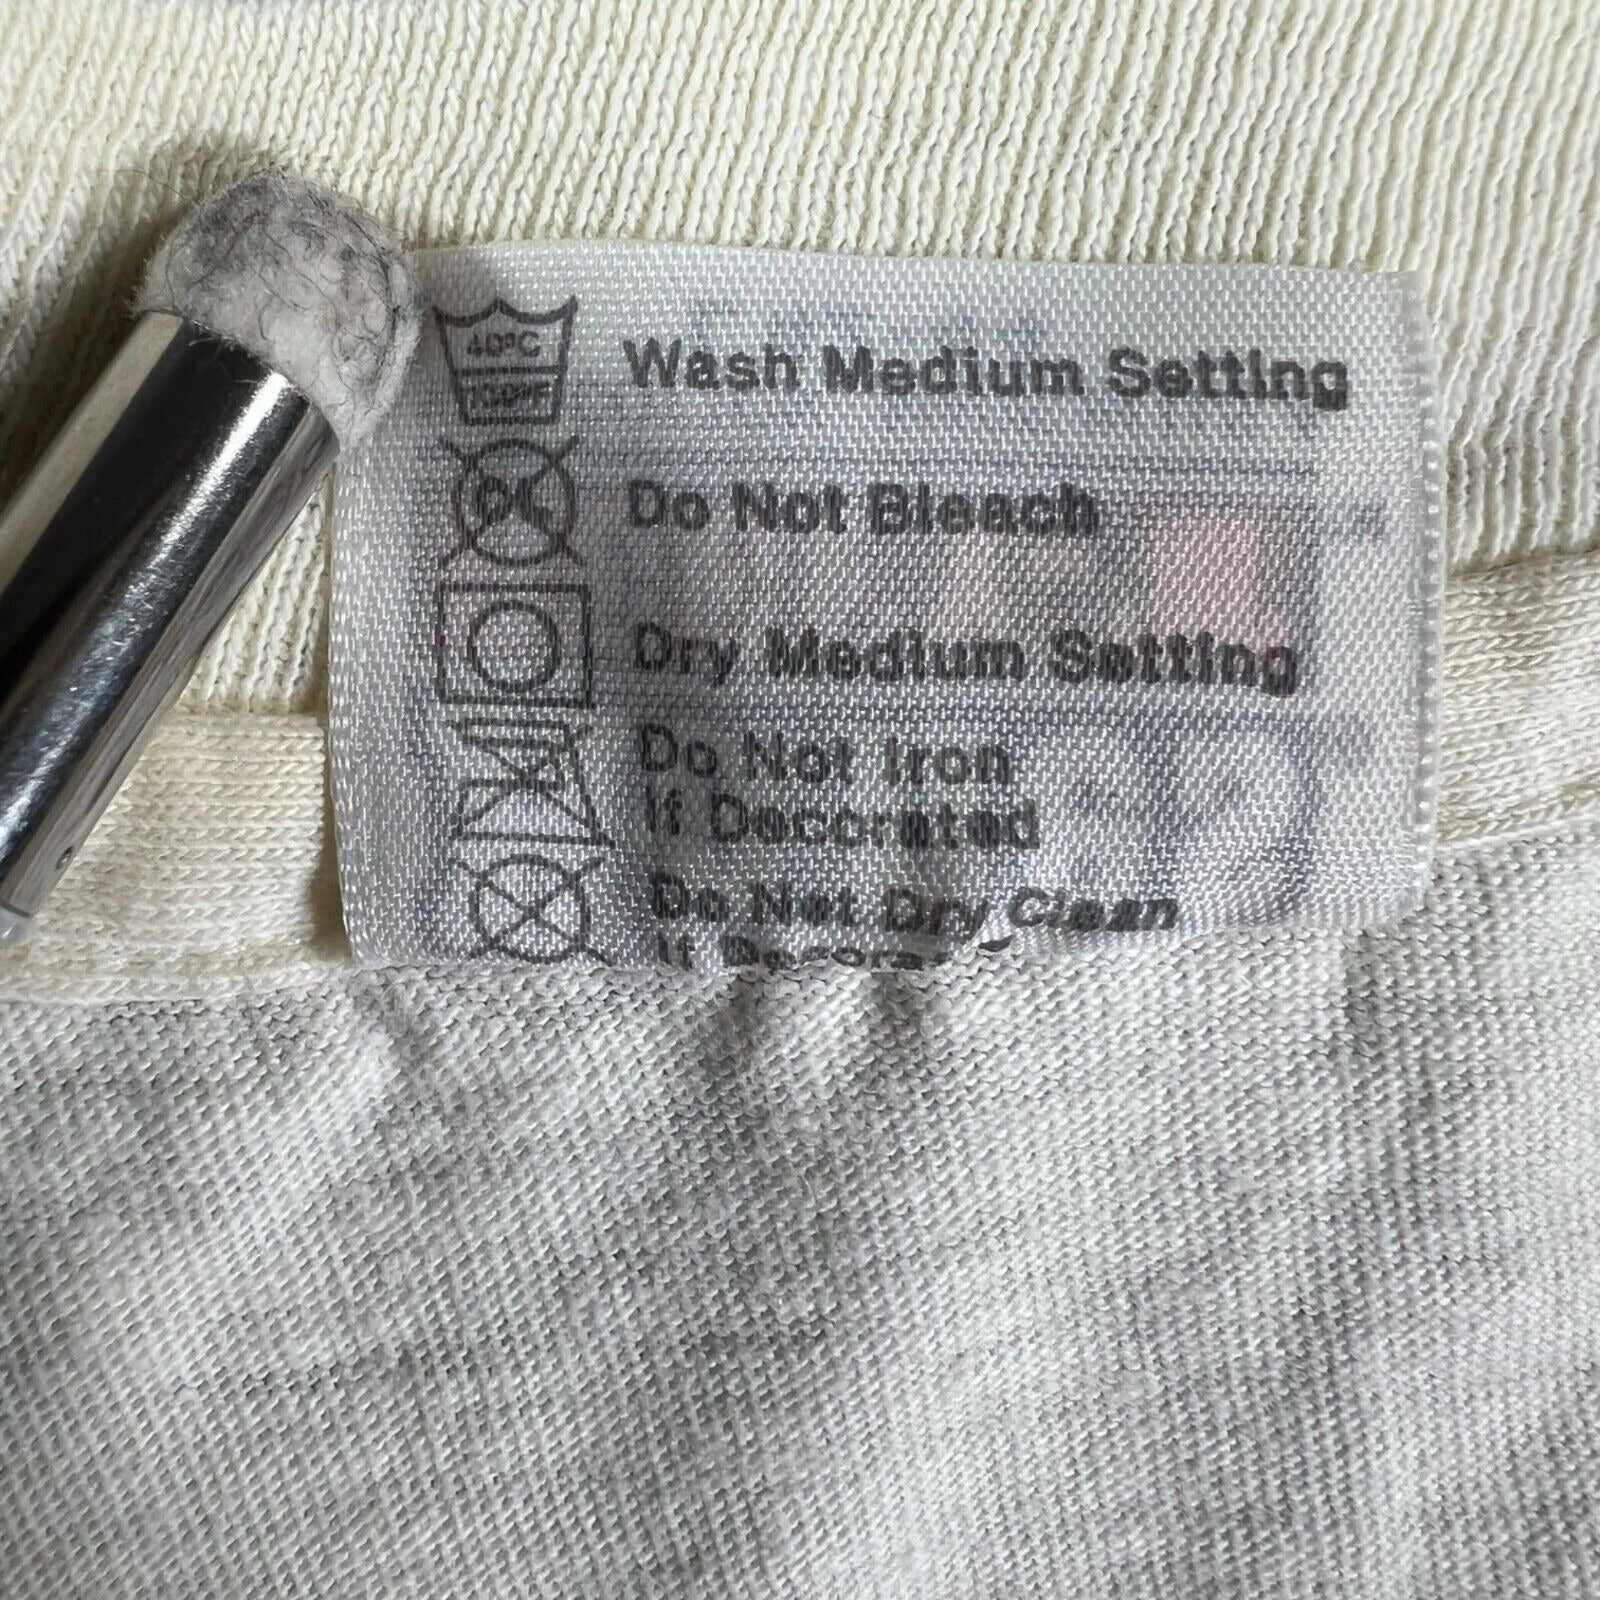 40°C
Wash Medium Setting
Do Not Bleach
Dry Medium Setting
Do Not Iron
If Decorated
Do Not Dry Clean
If